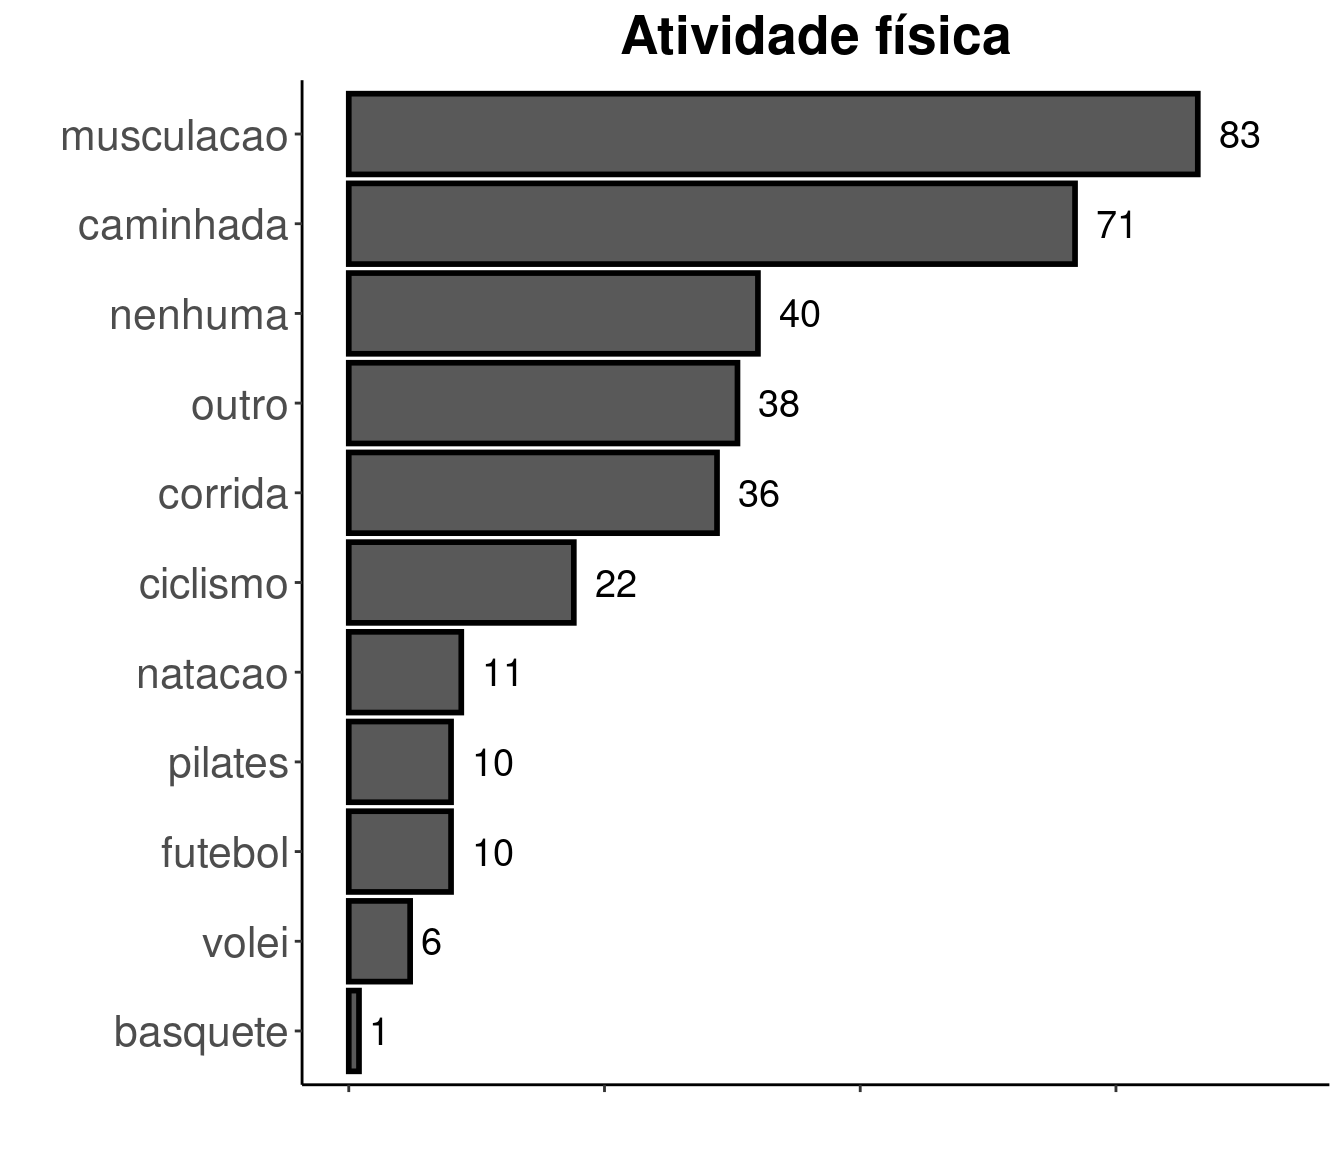 Atividade física
musculacao 83
caminhada 71
nenhuma 40
outro 38
corrida 36
ciclismo 22
natacao 11
pilates 10
futebol 10
volei 6
basquete 1